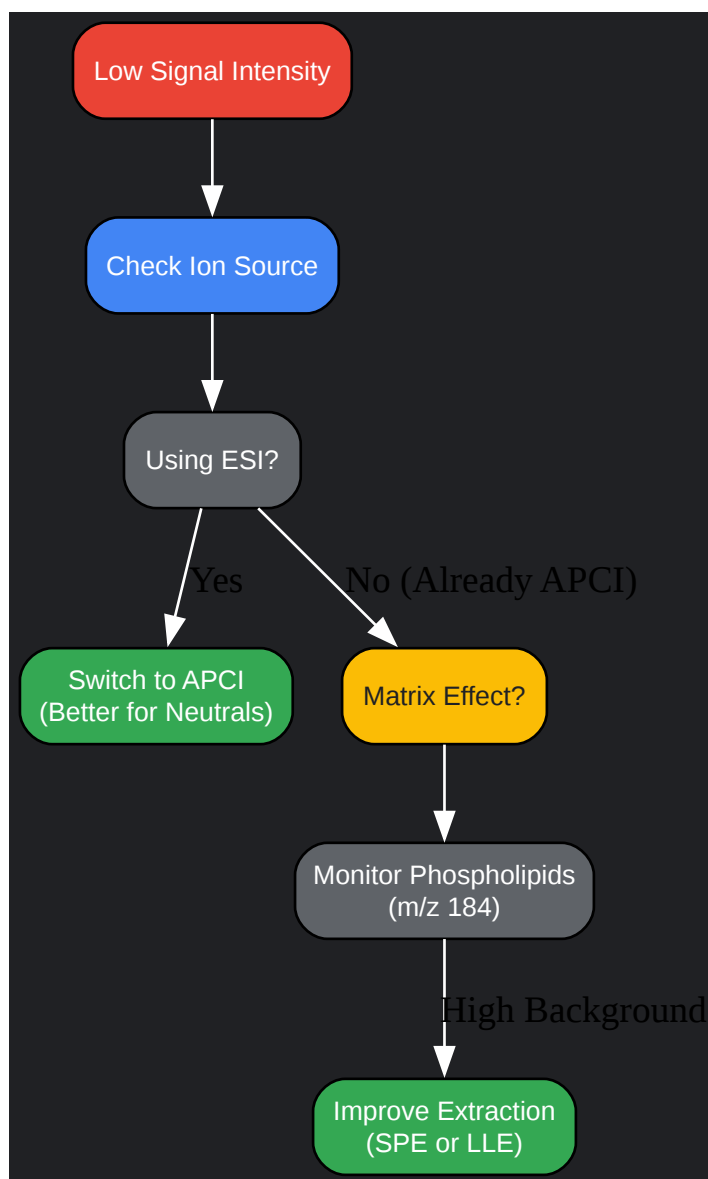 Low Signal Intensity
Check Ion Source
Using ESI?
Yes
No (Already APCI)
Switch to APCI
(Better for Neutrals)
Matrix Effect?
Monitor Phospholipids
(m/z 184)
High Background
Improve Extraction
(SPE or LLE)